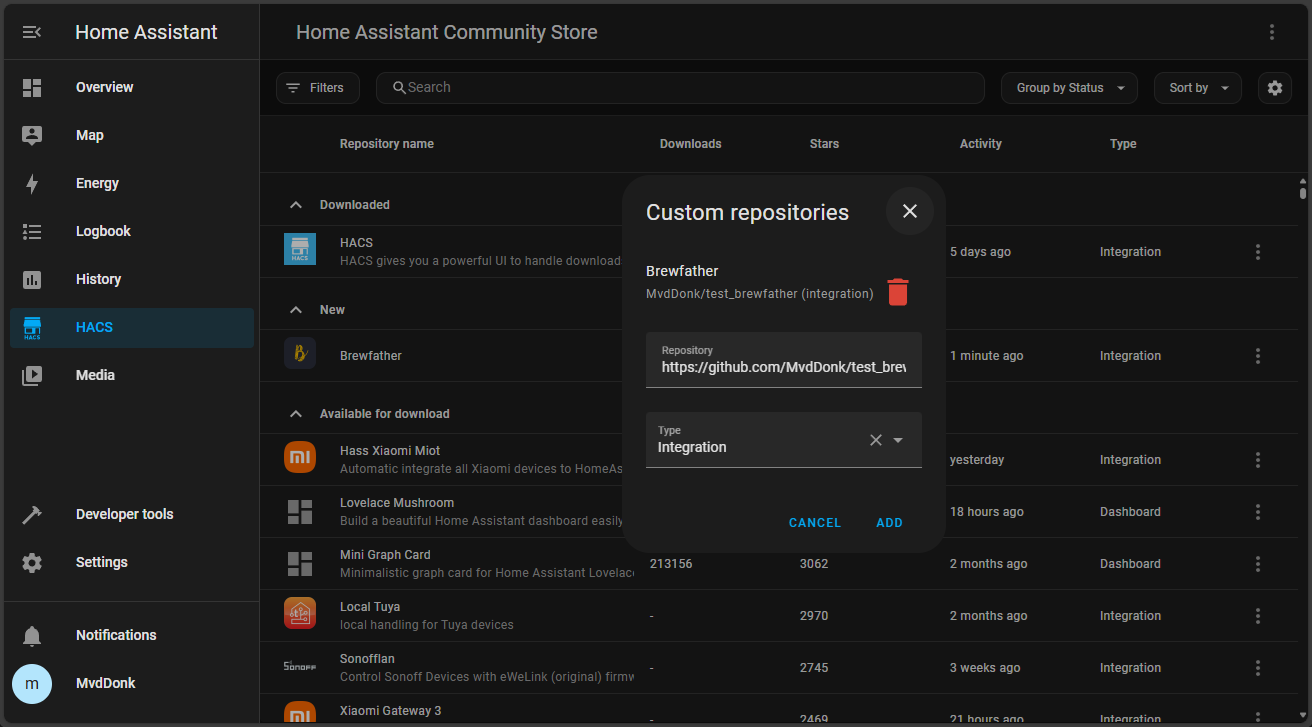 Home Assistant
Overview
Map
Energy
Logbook
History
HACS
HACS
Media
Developer tools
Settings
Notifications
m
MvdDonk
Home Assistant Community Store
Filters
Search
Group by Status
Sort by
Repository name Downloads Stars Activity Type
Downloaded
HACS
HACS
HACS gives you a powerful UI to handle download
5 days ago Integration
New
Brewfather
1 minute ago Integration
Available for download
Hass Xiaomi Miot
Automatic integrate all Xiaomi devices to HomeAs
yesterday Integration
Lovelace Mushroom
Build a beautiful Home Assistant dashboard easily
18 hours ago Dashboard
Mini Graph Card
Minimalistic graph card for Home Assistant Lovelac
213156 3062 2 months ago Dashboard
Local Tuya
local handling for Tuya devices
- 2970 2 months ago Integration
SONOFF
Sonofflan
Control Sonoff Devices with eWeLink (original) firmw
- 2745 3 weeks ago Integration
Xiaomi Gateway 3
- 2469 21 hours ago Integration
Custom repositories
Brewfather
MvdDonk/test_brewfather (integration)
Repository
https://github.com/MvdDonk/test_brew
Type
Integration
CANCEL ADD